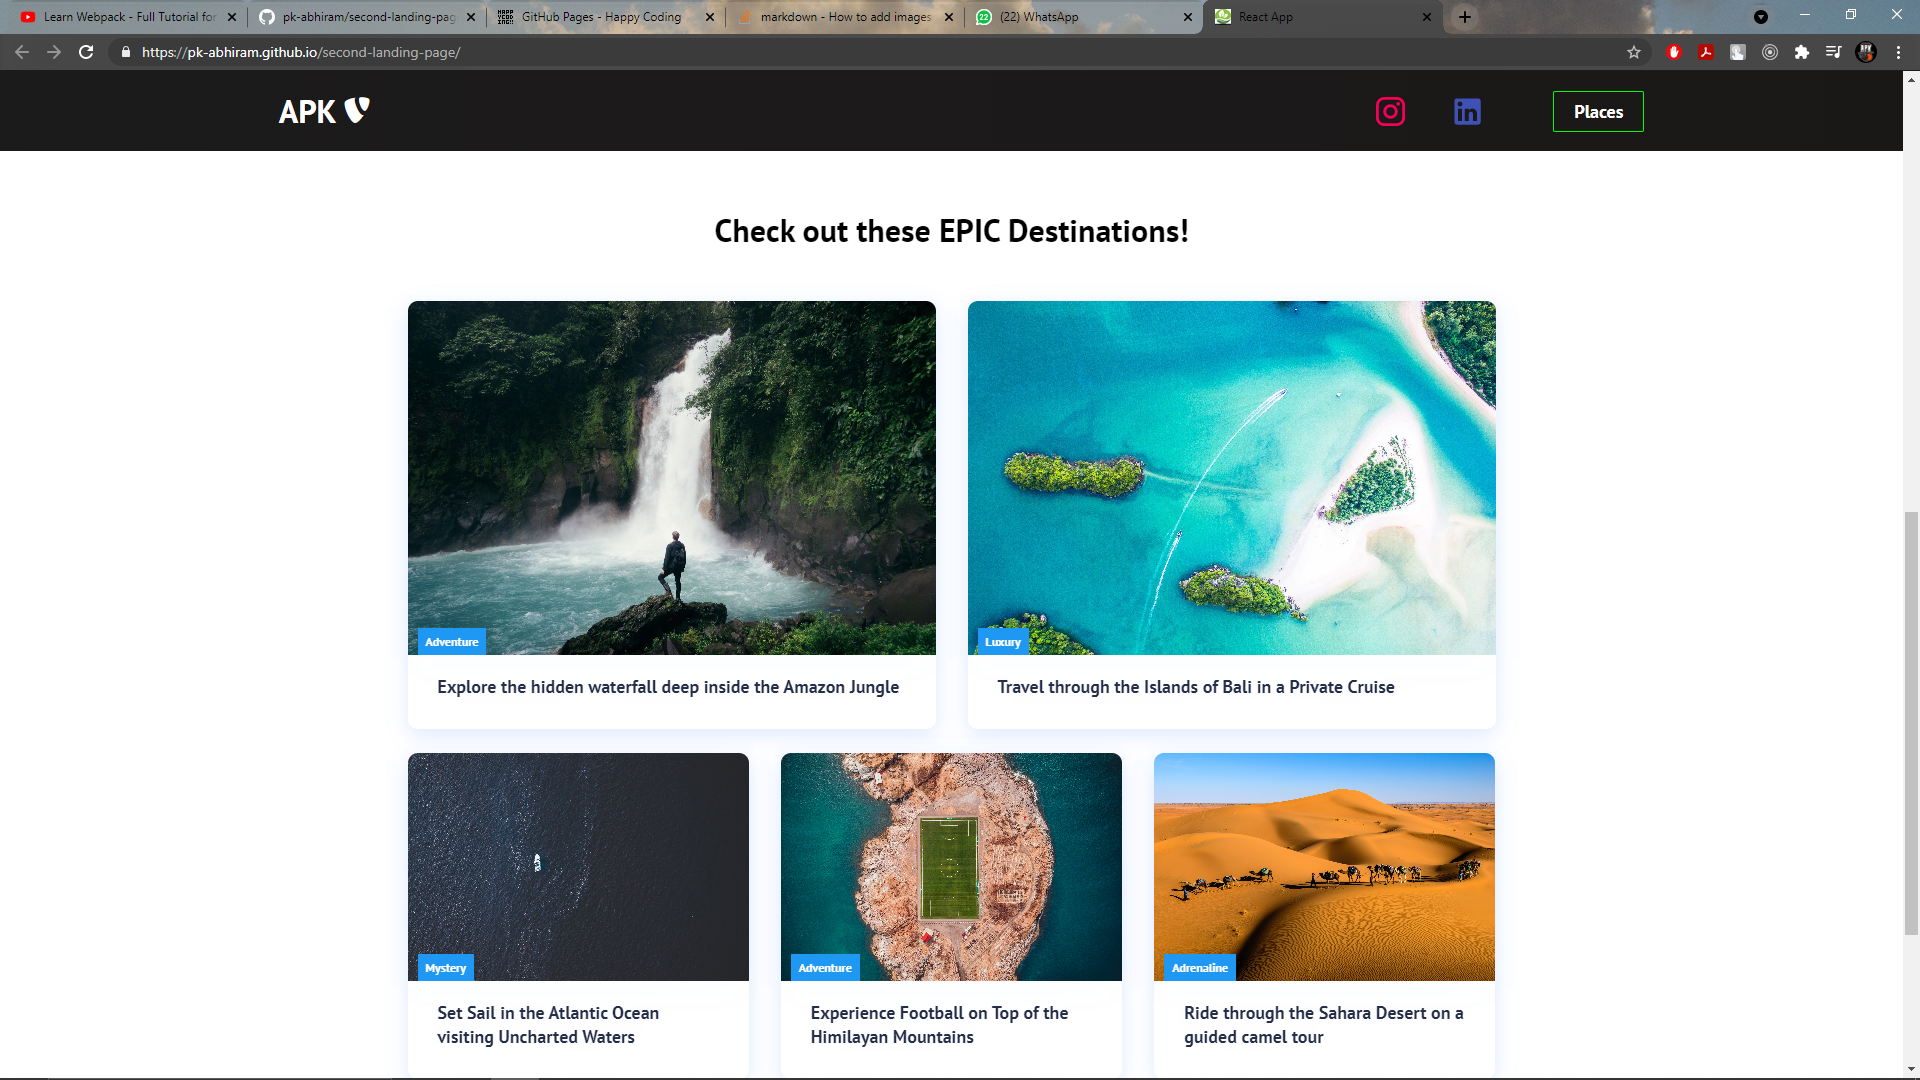 Learn Webpack - Full Tutorial for
pk-abhiram/second-landing-pag
GitHub Pages - Happy Coding
markdown - How to add images
(22) WhatsApp
React App
https://pk-abhiram.github.io/second-landing-page/
APK
Places
Check out these EPIC Destinations!
Adventure
Explore the hidden waterfall deep inside the Amazon Jungle
Luxury
Travel through the Islands of Bali in a Private Cruise
Mystery
Set Sail in the Atlantic Ocean
visiting Uncharted Waters
Adventure
Experience Football on Top of the
Himilayan Mountains
Adrenaline
Ride through the Sahara Desert on a
guided camel tour